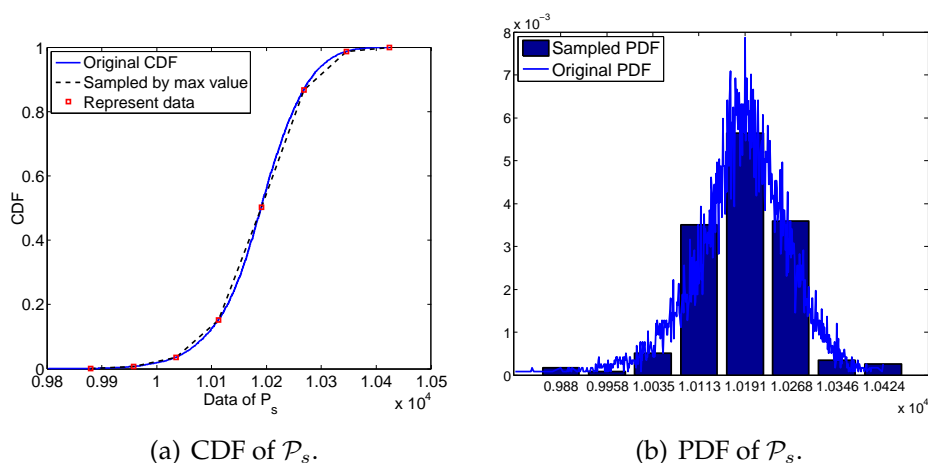 Original CDF
Sampled by max value
Represent data
CDF
1
0.8
0.6
0.4
0.2
0
0.98 0.99 1 1.01 1.02 1.03 1.04 1.05
Data of P_s
x 10^4
(a) CDF of P_s.
8 x 10^-3
Sampled PDF
Original PDF
7
6
5
4
3
2
1
0
0.988 0.9958 1.0035 1.0113 1.0191 1.0268 1.0346 1.0424
x 10^4
(b) PDF of P_s.